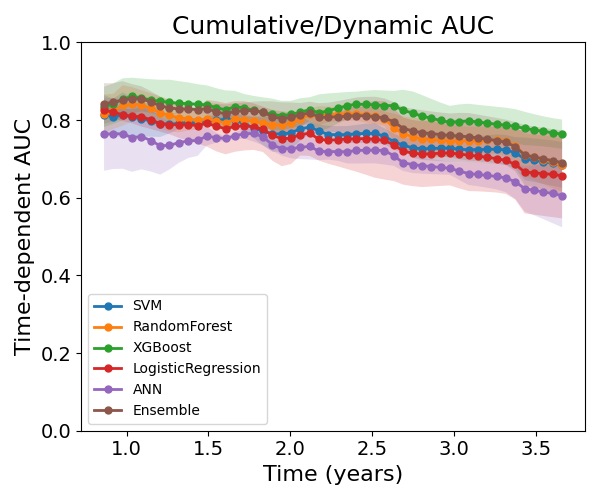 Cumulative/Dynamic AUC
Time-dependent AUC
1.0
0.8
0.6
0.4
0.2
0.0
SVM
RandomForest
XGBoost
LogisticRegression
ANN
Ensemble
1.0 1.5 2.0 2.5 3.0 3.5
Time (years)